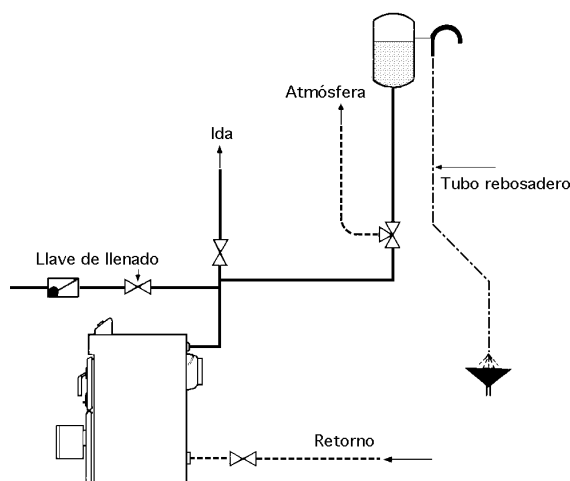 Atmósfera
Ida
Tubo rebosadero
Llave de llenado
Retorno